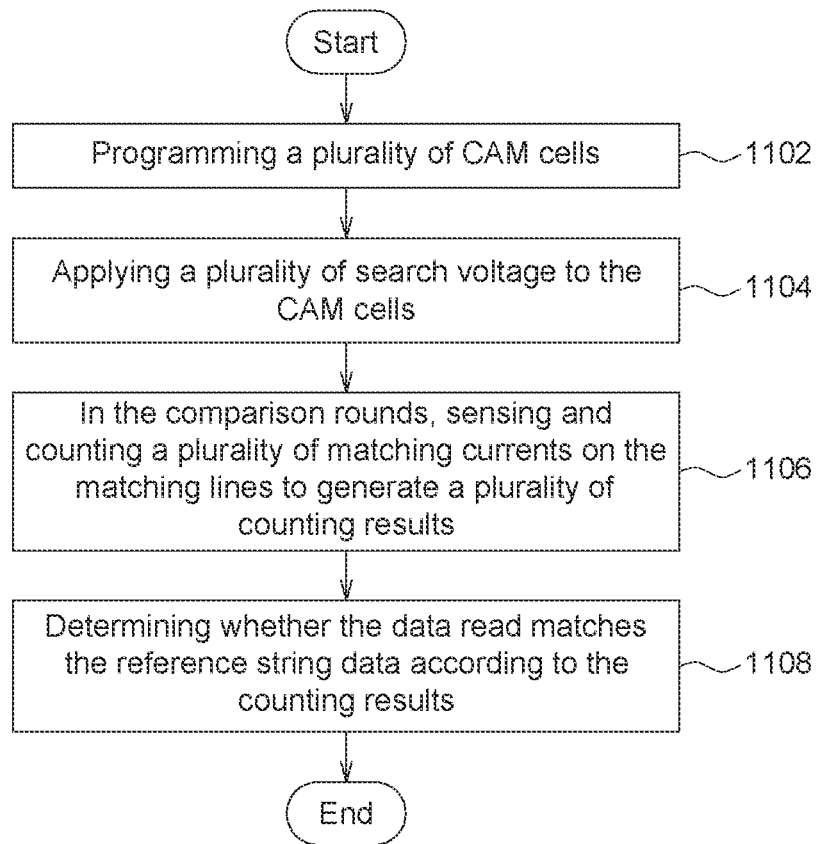 Start
Programming a plurality of CAM cells
1102
Applying a plurality of search voltage to the
CAM cells
1104
In the comparison rounds, sensing and
counting a plurality of matching currents on the
matching lines to generate a plurality of
counting results
1106
Determining whether the data read matches
the reference string data according to the
counting results
1108
End